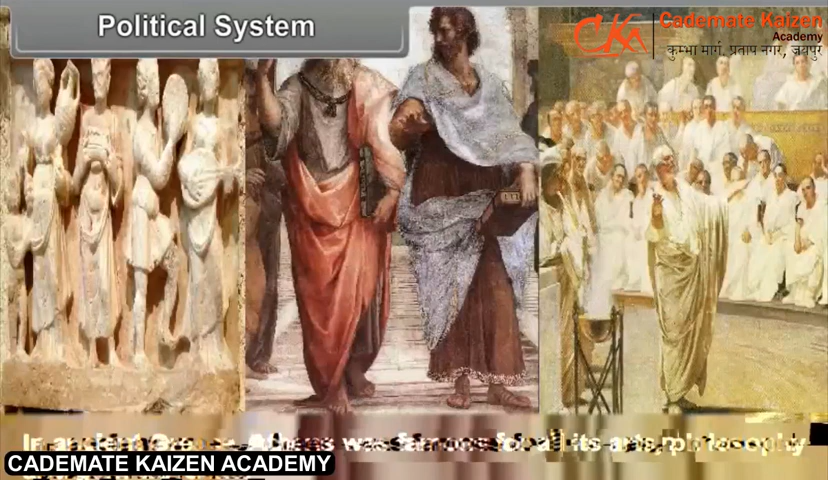 Political System
Cademate Kaizen
Academy
कुम्भा मार्ग, प्रताप नगर, जयपुर
CKA
In ancient Greece, Athens was famous for all its arts, philosophy
CADEMATE KAIZEN ACADEMY